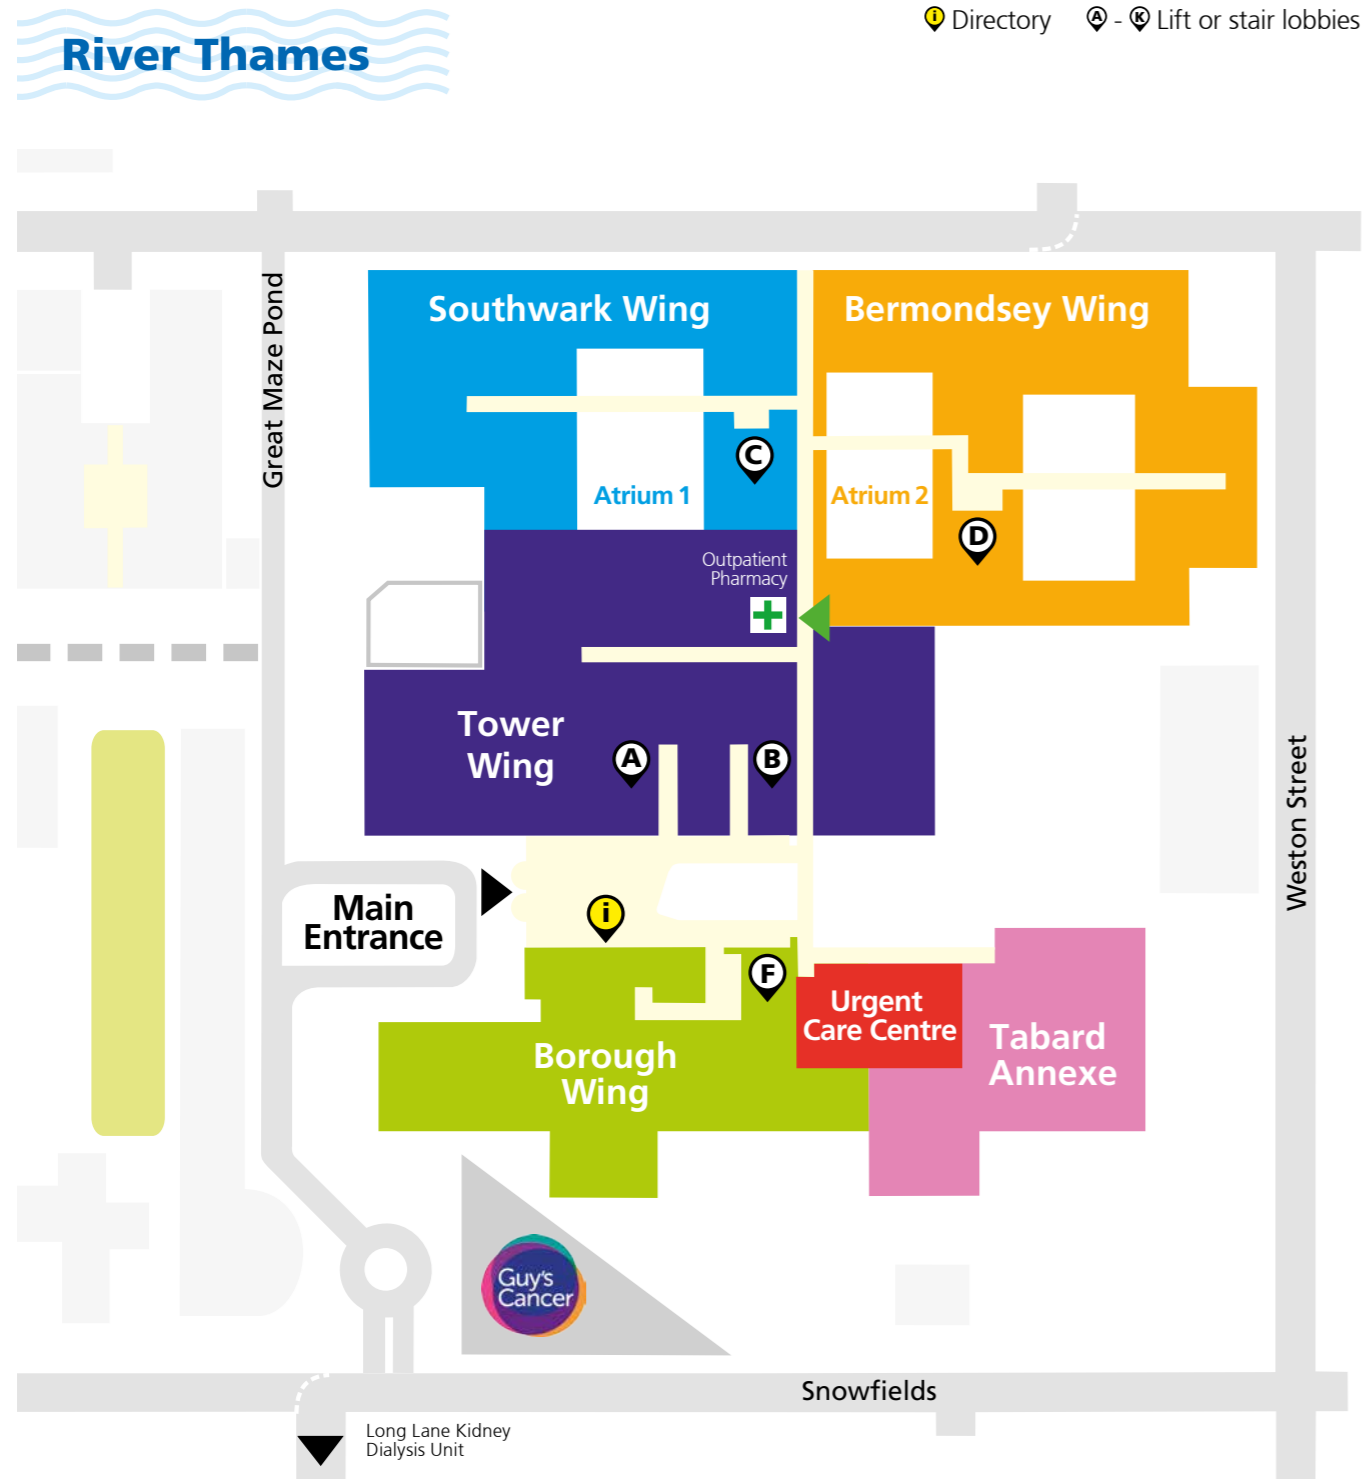 River Thames
i Directory A - K Lift or stair lobbies
Great Maze Pond
Southwark Wing
Bermondsey Wing
C
Atrium 1
Atrium 2
D
Outpatient
Pharmacy
Tower
Wing
A
B
Weston Street
Main
Entrance
i
F
Urgent
Care Centre
Tabard
Annexe
Borough
Wing
Guy's
Cancer
Snowfields
Long Lane Kidney
Dialysis Unit